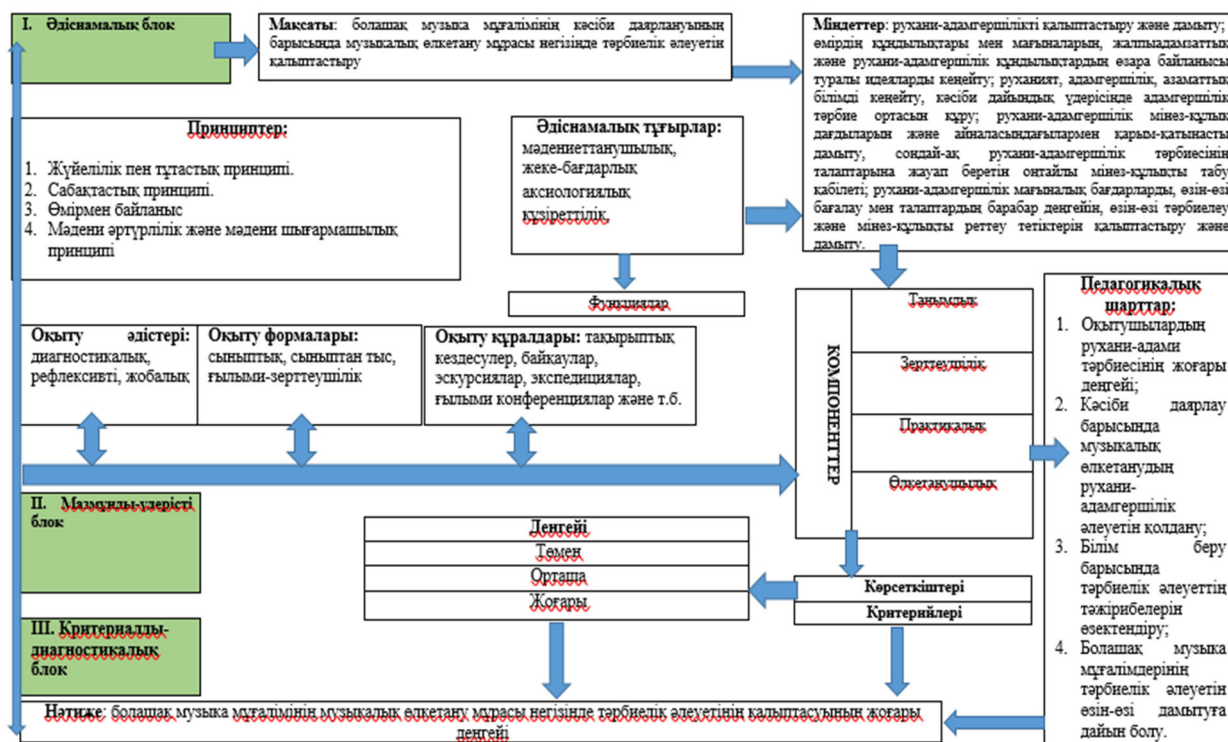 I. Әдіснамалық блок
Мақсаты: болашақ музыка мұғалімінің кәсіби даярлануының
барысында музыкалық өлкетану мұрасы негізінде тәрбиелік әлеуетін
қалыптастыру
Міндеттер: рухани-адамгершілікті қалыптастыру және дамыту;
өмірдің құндылықтары мен мағыналарын, жалпыадамзаттық
және рухани-адамгершілік құндылықтардың өзара байланысы
туралы идеяларды кеңейту; руханият, адамгершілік, азаматтық
білімді кеңейту, кәсіби дайындық үдерісінде адамгершілік
тәрбие ортасын құру; рухани-адамгершілік мінез-құлық
дағдыларын және айналасындағылармен қарым-қатынасты
дамыту, сондай-ақ рухани-адамгершілік тәрбиесінің
талаптарына жауап беретін оңтайлы мінез-құлықты табу
қабілеті; рухани-адамгершілік мағыналық бағдарларды, өзін-өзі
бағалау мен талаптардың барабар деңгейін, өзін-өзі тәрбиелеу
және мінез-құлықты реттеу тетіктерін қалыптастыру және
дамыту.
Принциптер:
1. Жүйелілік пен тұтастық принципі.
2. Сабақтастық принципі.
3. Өмірмен байланыс
4. Мәдени әртүрлілік және мәдени шығармашылық
принципі
Әдіснамалық тұғырлар:
мәдениеттанушылық,
жеке-бағдарлық
аксиологиялық
құзіреттілік,
Функциялар
Оқыту әдістері:
диагностикалық,
рефлексивті, жобалық
Оқыту формалары:
сыныптық, сыныптан тыс,
ғылыми-зерттеушілік
Оқыту құралдары: тақырыптық
кездесулер, байқаулар,
эскурсиялар, экспедициялар,
ғылыми конференциялар және т.б.
КОМПОНЕНТТЕР
Танымдық
Зерттеушілік
Практикалық
Өлкетанушылық
Педагогикалық
шарттар:
1. Оқытушылардың
рухани-адами
тәрбиесінің жоғары
деңгейі;
2. Кәсіби даярлау
барысында
музыкалық
өлкетанудың
рухани-
адамгершілік
әлеуетін қолдану;
3. Білім беру
барысында
тәрбиелік әлеуеттің
тәжірибелерін
өзектендіру;
4. Болашақ музыка
мұғалімдерінің
тәрбиелік әлеуетін
өзін-өзі дамытуға
дайын болу.
II. Мазмұнды-үдерісті
блок
Деңгейі
Төмен
Орташа
Жоғары
Көрсеткіштері
Критерийлері
III. Критериалды-
диагностикалық
блок
Нәтиже: болашақ музыка мұғалімінің музыкалық өлкетану мұрасы негізінде тәрбиелік әлеуетінің қалыптасуының жоғары
деңгейі